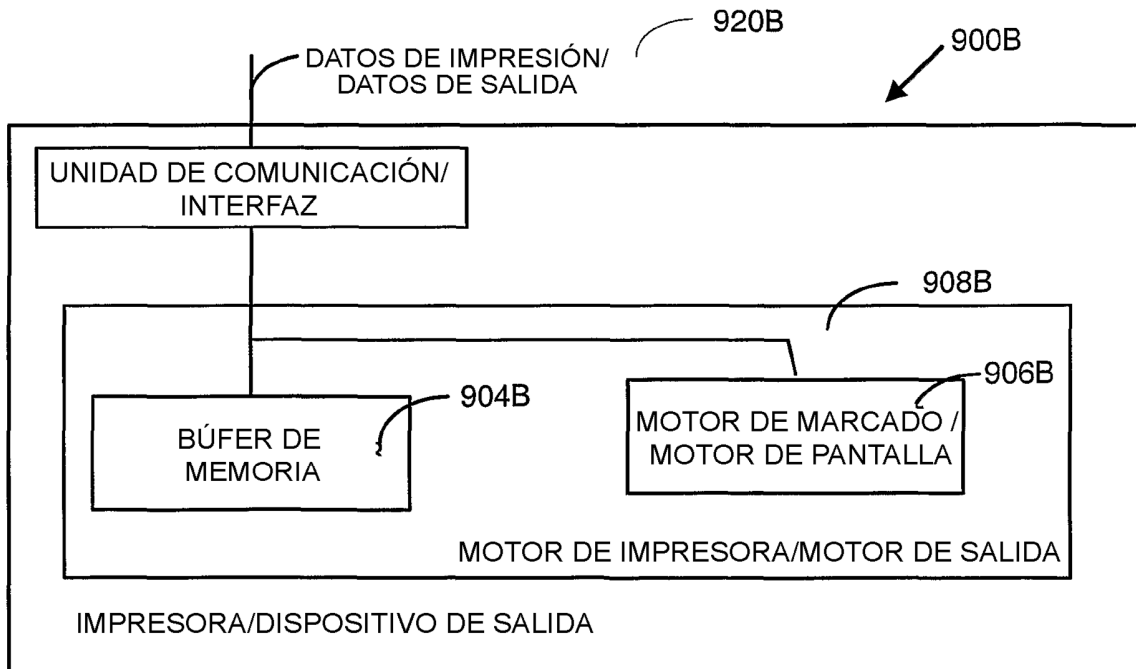 920B
900B
DATOS DE IMPRESIÓN/
DATOS DE SALIDA
UNIDAD DE COMUNICACIÓN/
INTERFAZ
908B
904B
906B
BÚFER DE
MEMORIA
MOTOR DE MARCADO /
MOTOR DE PANTALLA
MOTOR DE IMPRESORA/MOTOR DE SALIDA
IMPRESORA/DISPOSITIVO DE SALIDA